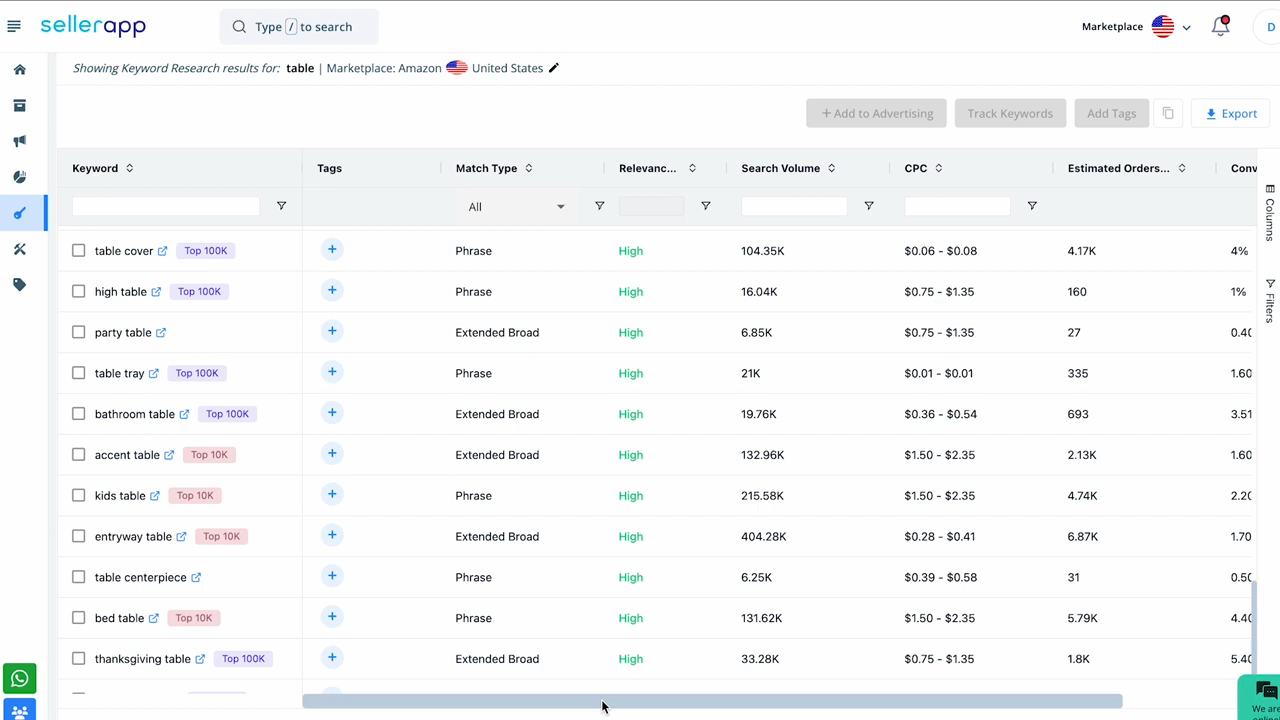 sellerapp
Type / to search
Marketplace
D
Showing Keyword Research results for: table | Marketplace: Amazon United States
+ Add to Advertising Track Keywords Add Tags Export
Keyword Tags Match Type Relevanc... Search Volume CPC Estimated Orders... Conv
All
Columns
Filters
table cover Top 100K + Phrase High 104.35K $0.06 - $0.08 4.17K 4%
high table Top 100K + Phrase High 16.04K $0.75 - $1.35 160 1%
party table + Extended Broad High 6.85K $0.75 - $1.35 27 0.40
table tray Top 100K + Phrase High 21K $0.01 - $0.01 335 1.60
bathroom table Top 100K + Extended Broad High 19.76K $0.36 - $0.54 693 3.51
accent table Top 10K + Extended Broad High 132.96K $1.50 - $2.35 2.13K 1.60
kids table Top 10K + Phrase High 215.58K $1.50 - $2.35 4.74K 2.20
entryway table Top 10K + Extended Broad High 404.28K $0.28 - $0.41 6.87K 1.70
table centerpiece + Phrase High 6.25K $0.39 - $0.58 31 0.50
bed table Top 10K + Phrase High 131.62K $1.50 - $2.35 5.79K 4.40
thanksgiving table Top 100K + Extended Broad High 33.28K $0.75 - $1.35 1.8K 5.40
We are